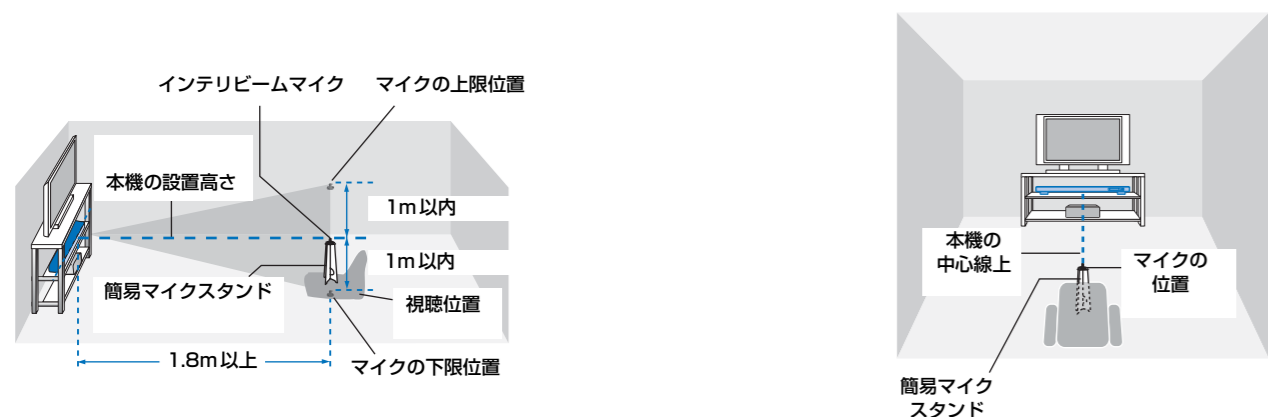 インテリビームマイク
マイクの上限位置
本機の設置高さ
1m以内
1m以内
簡易マイクスタンド
視聴位置
1.8m以上
マイクの下限位置
本機の
中心線上
マイクの
位置
簡易マイク
スタンド